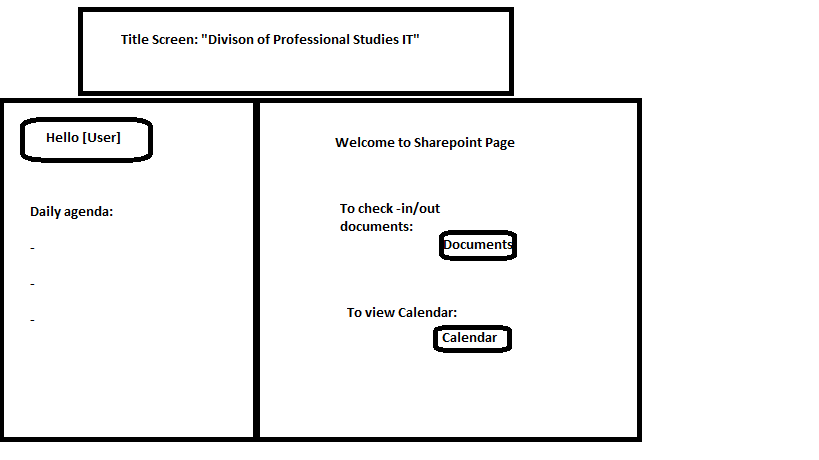 Title Screen: "Divison of Professional Studies IT"
Hello [User]
Daily agenda:
-
-
-
Welcome to Sharepoint Page
To check -in/out
documents:
Documents
To view Calendar:
Calendar